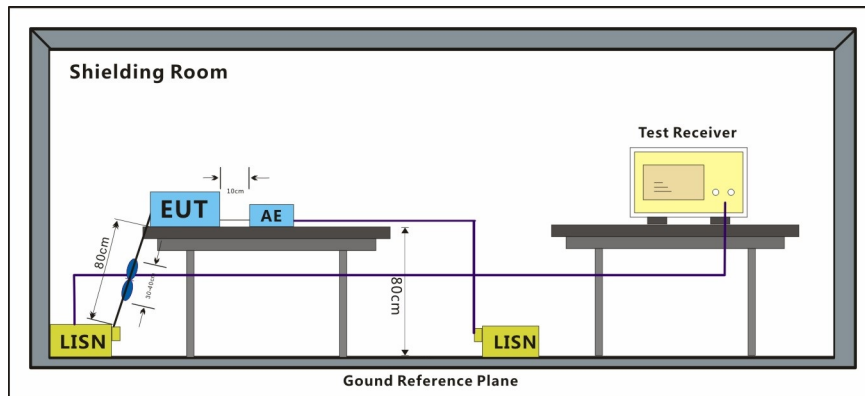 Shielding Room
Test Receiver
10cm
EUT
AE
80cm
30-40cm
80cm
LISN
LISN
Gound Reference Plane